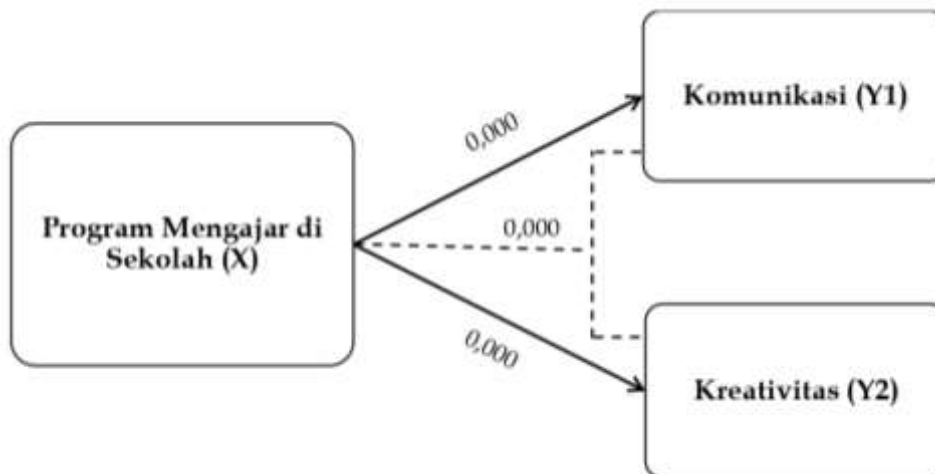 Komunikasi (Y1)
0,000
Program Mengajar di
Sekolah (X)
0,000
0,000
Kreativitas (Y2)